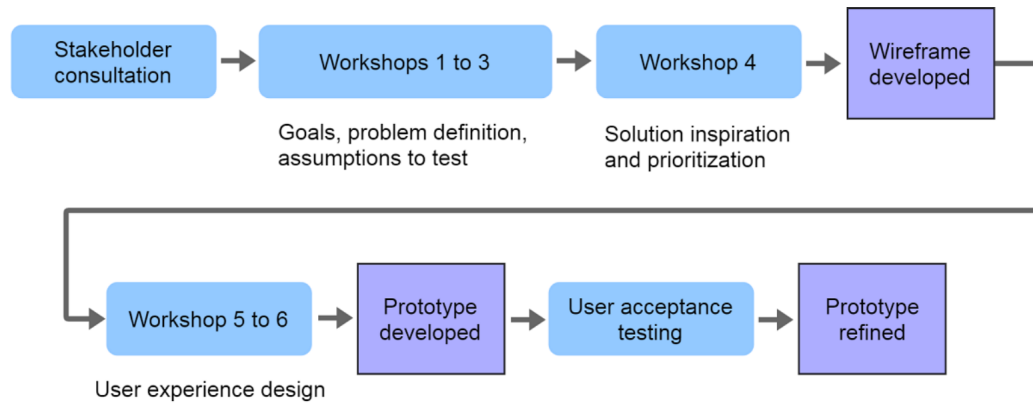 Stakeholder
consultation
Workshops 1 to 3
Workshop 4
Wireframe
developed
Goals, problem definition,
assumptions to test
Solution inspiration
and prioritization
Workshop 5 to 6
Prototype
developed
User acceptance
testing
Prototype
refined
User experience design